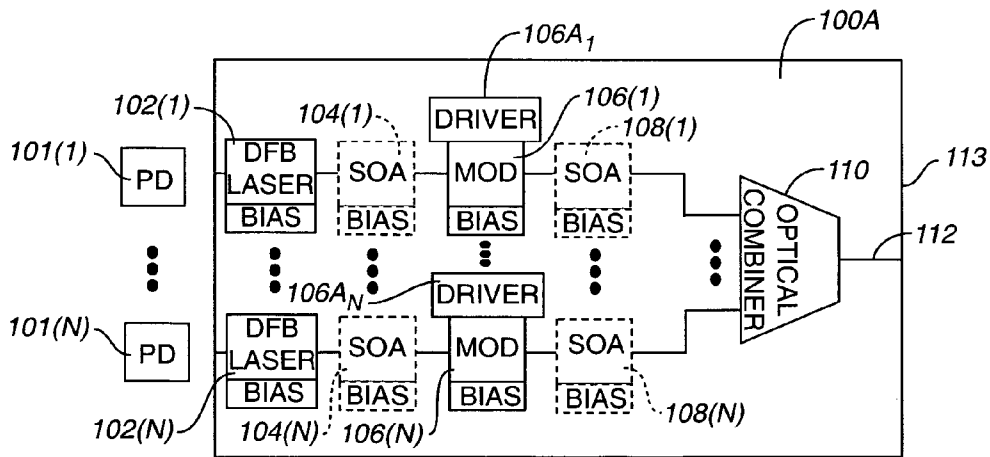 106A1
100A
102(1)
104(1)
106(1)
108(1)
101(1)
DRIVER
110
113
PD
DFB
LASER
BIAS
SOA
BIAS
MOD
BIAS
SOA
BIAS
OPTICAL
COMBINER
112
106AN
DRIVER
101(N)
PD
DFB
LASER
BIAS
SOA
BIAS
MOD
BIAS
SOA
BIAS
102(N)
104(N)
106(N)
108(N)